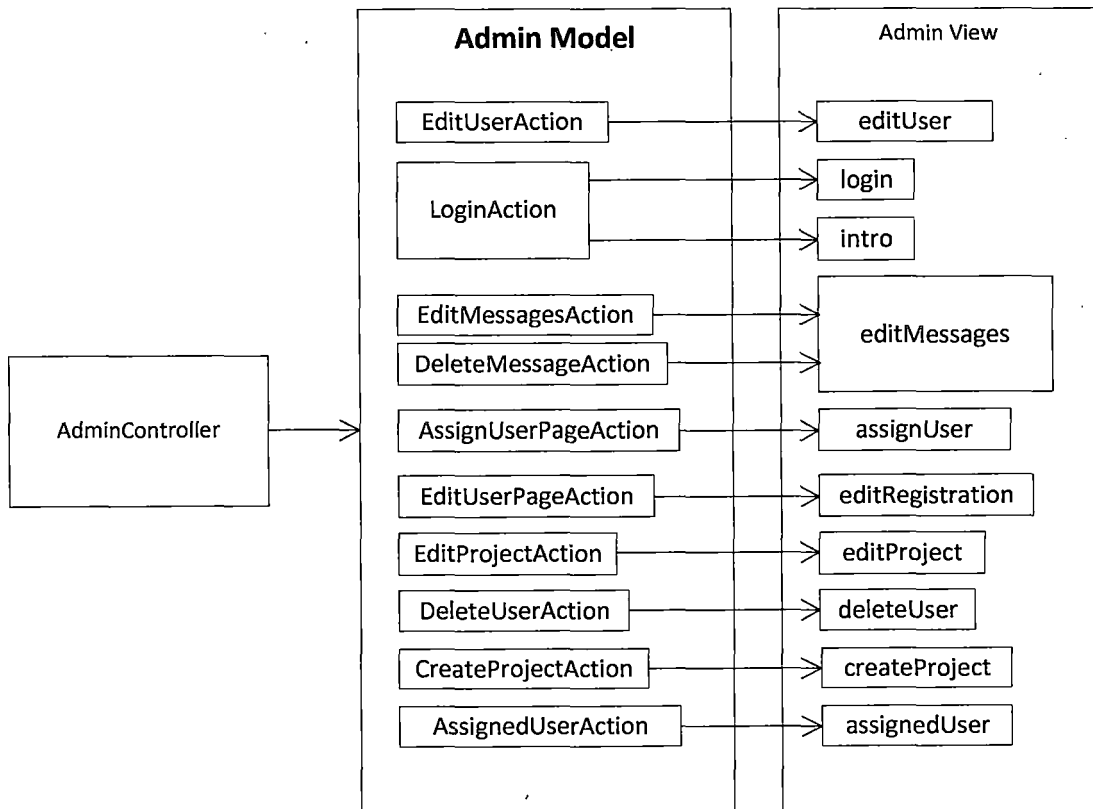 Admin Model
Admin View
EditUserAction
editUser
LoginAction
login
intro
EditMessagesAction
editMessages
DeleteMessageAction
AdminController
AssignUserPageAction
assignUser
EditUserPageAction
editRegistration
EditProjectAction
editProject
DeleteUserAction
deleteUser
CreateProjectAction
createProject
AssignedUserAction
assignedUser